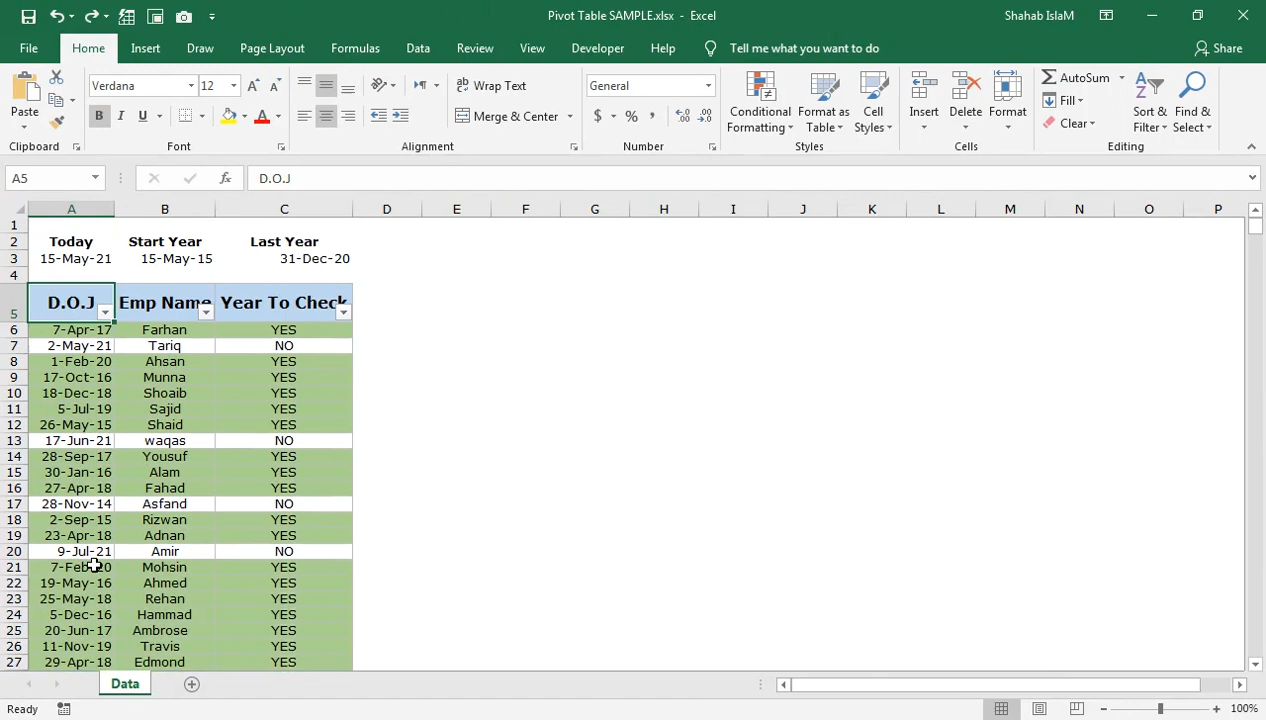 Pivot Table SAMPLE.xlsx - Excel
Shahab IslaM
File Home Insert Draw Page Layout Formulas Data Review View Developer Help Tell me what you want to do Share
Paste
Verdana 12
Wrap Text
General
Conditional Formatting
Format as Table
Cell Styles
Insert
Delete
Format
AutoSum
Fill
Clear
Sort & Filter
Find & Select
B I U A
Merge & Center
$ % ,
Clipboard Font Alignment Number Styles Cells Editing
A5 fx D.O.J
A B C D E F G H I J K L M N O P
1
2 Today Start Year Last Year
3 15-May-21 15-May-15 31-Dec-20
4
5 D.O.J Emp Name Year To Check
6 7-Apr-17 Farhan YES
7 2-May-21 Tariq NO
8 1-Feb-20 Ahsan YES
9 17-Oct-16 Munna YES
10 18-Dec-18 Shoaib YES
11 5-Jul-19 Sajid YES
12 26-May-15 Shaid YES
13 17-Jun-21 waqas NO
14 28-Sep-17 Yousuf YES
15 30-Jan-16 Alam YES
16 27-Apr-18 Fahad YES
17 28-Nov-14 Asfand NO
18 2-Sep-15 Rizwan YES
19 23-Apr-18 Adnan YES
20 9-Jul-21 Amir NO
21 7-Feb-20 Mohsin YES
22 19-May-16 Ahmed YES
23 25-May-18 Rehan YES
24 5-Dec-16 Hammad YES
25 20-Jun-17 Ambrose YES
26 11-Nov-19 Travis YES
27 29-Apr-18 Edmond YES
Data
Ready
100%